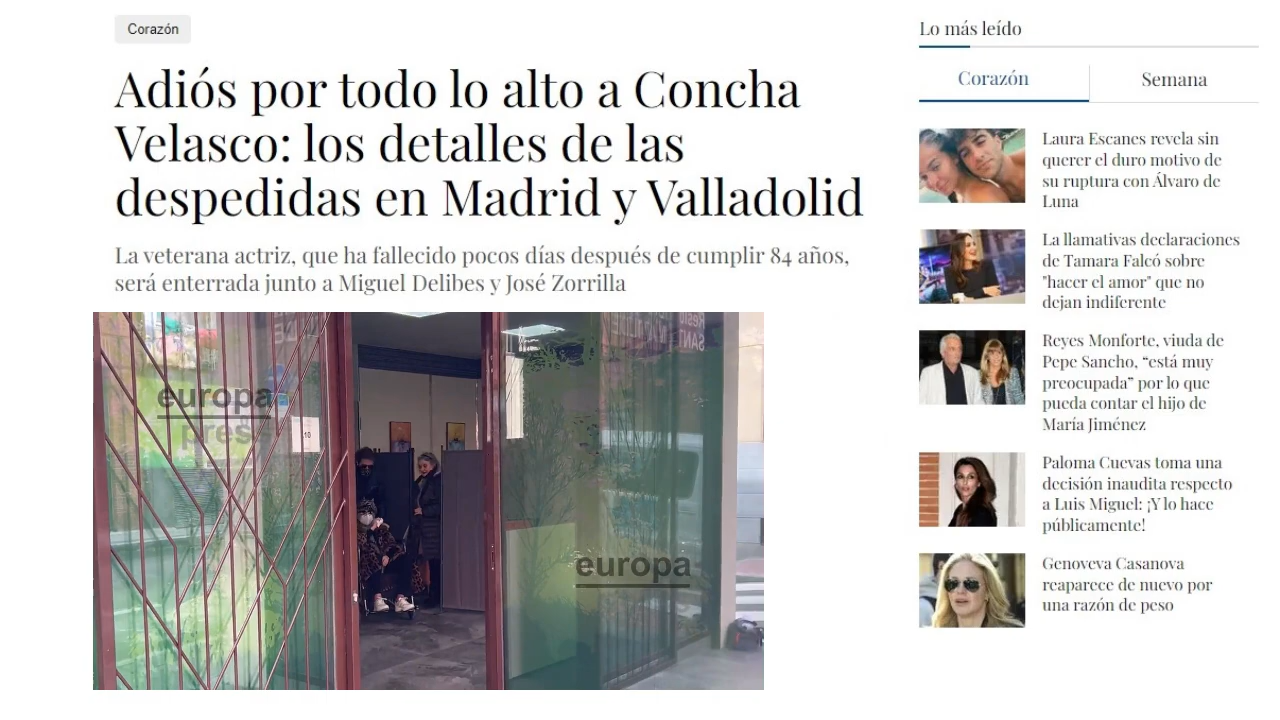 Corazón
Adiós por todo lo alto a Concha
Velasco: los detalles de las
despedidas en Madrid y Valladolid
La veterana actriz, que ha fallecido pocos días después de cumplir 84 años,
será enterrada junto a Miguel Delibes y José Zorrilla
europa
press
10
europa
Lo más leído
Corazón
Semana
Laura Escanes revela sin
querer el duro motivo de
su ruptura con Álvaro de
Luna
La llamativas declaraciones
de Tamara Falcó sobre
"hacer el amor" que no
dejan indiferente
Reyes Monforte, viuda de
Pepe Sancho, “está muy
preocupada” por lo que
pueda contar el hijo de
María Jiménez
Paloma Cuevas toma una
decisión inaudita respecto
a Luis Miguel: ¡Y lo hace
públicamente!
Genoveva Casanova
reaparece de nuevo por
una razón de peso